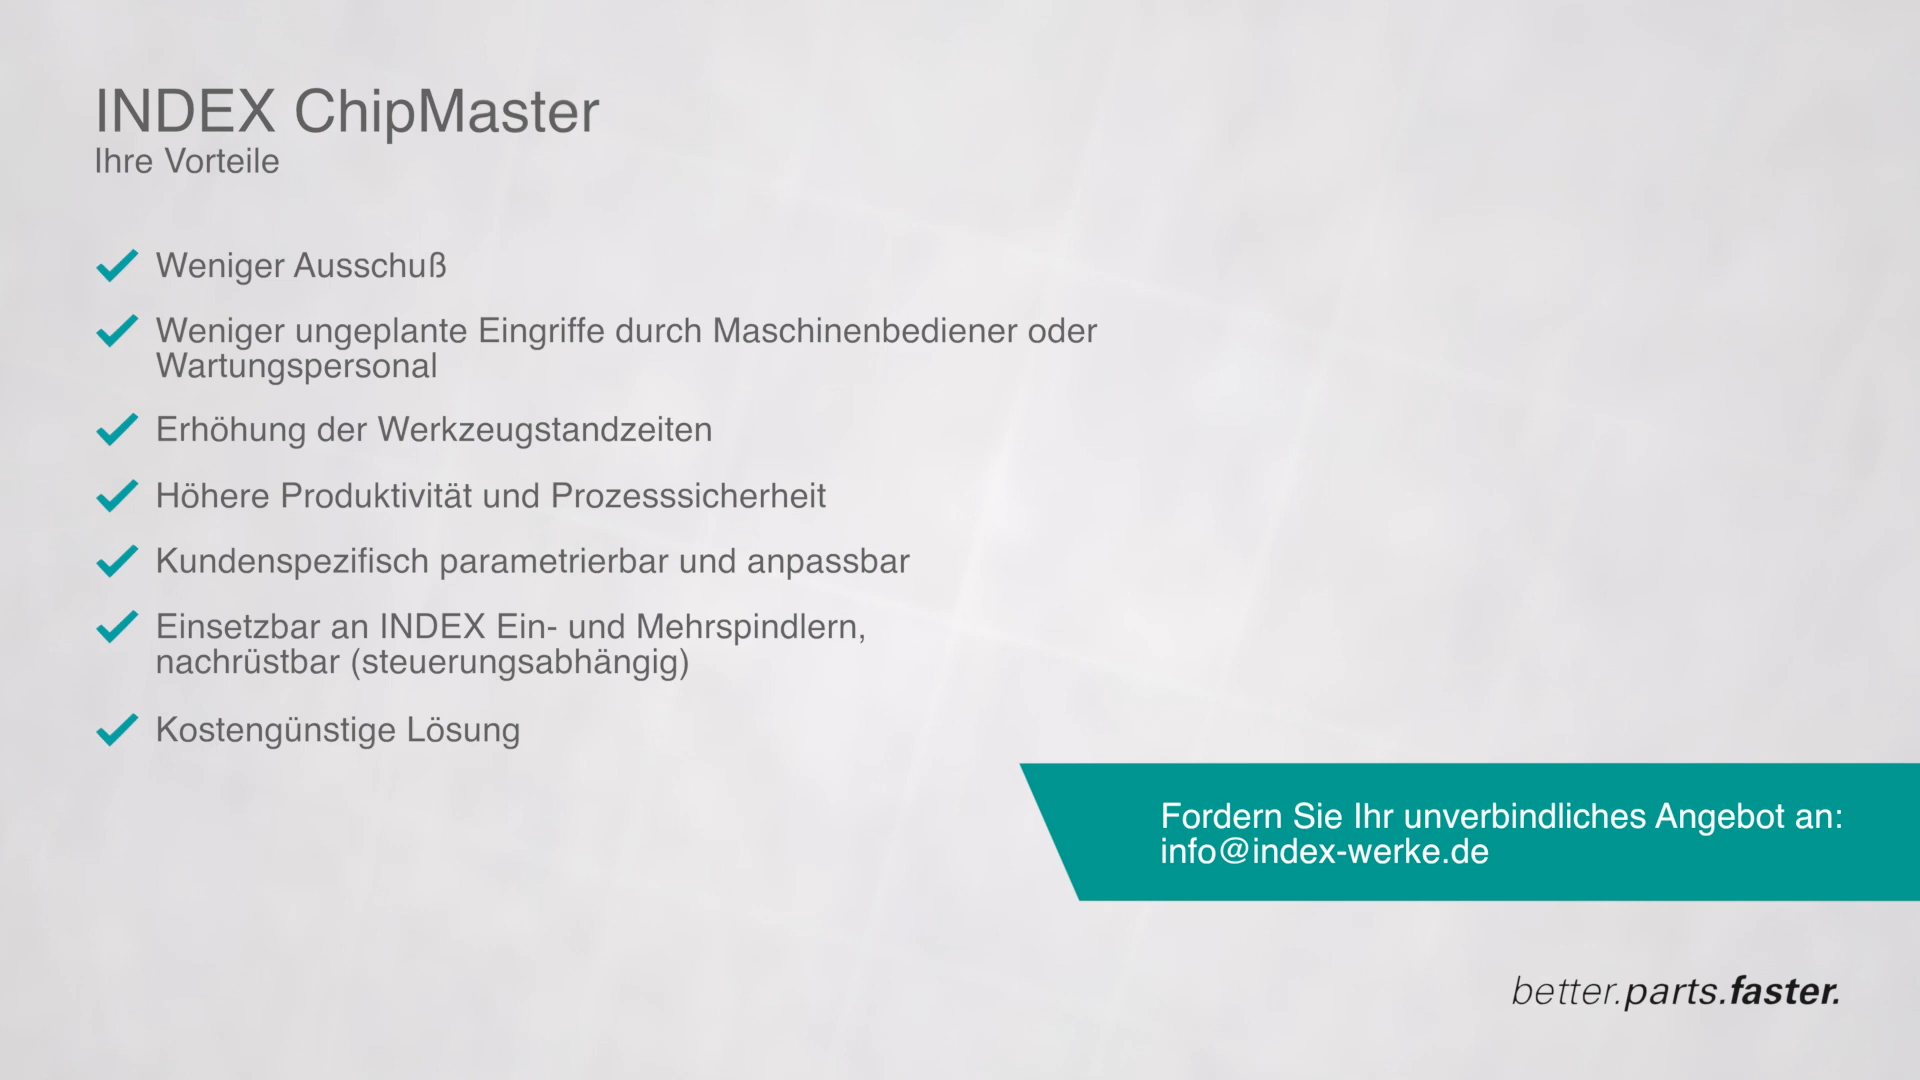 INDEX ChipMaster
Ihre Vorteile
Weniger Ausschuß
Weniger ungeplante Eingriffe durch Maschinenbediener oder
Wartungspersonal
Erhöhung der Werkzeugstandzeiten
Höhere Produktivität und Prozesssicherheit
Kundenspezifisch parametrierbar und anpassbar
Einsetzbar an INDEX Ein- und Mehrspindlern,
nachrüstbar (steuerungsabhängig)
Kostengünstige Lösung
Fordern Sie Ihr unverbindliches Angebot an:
info@index-werke.de
better.parts.faster.